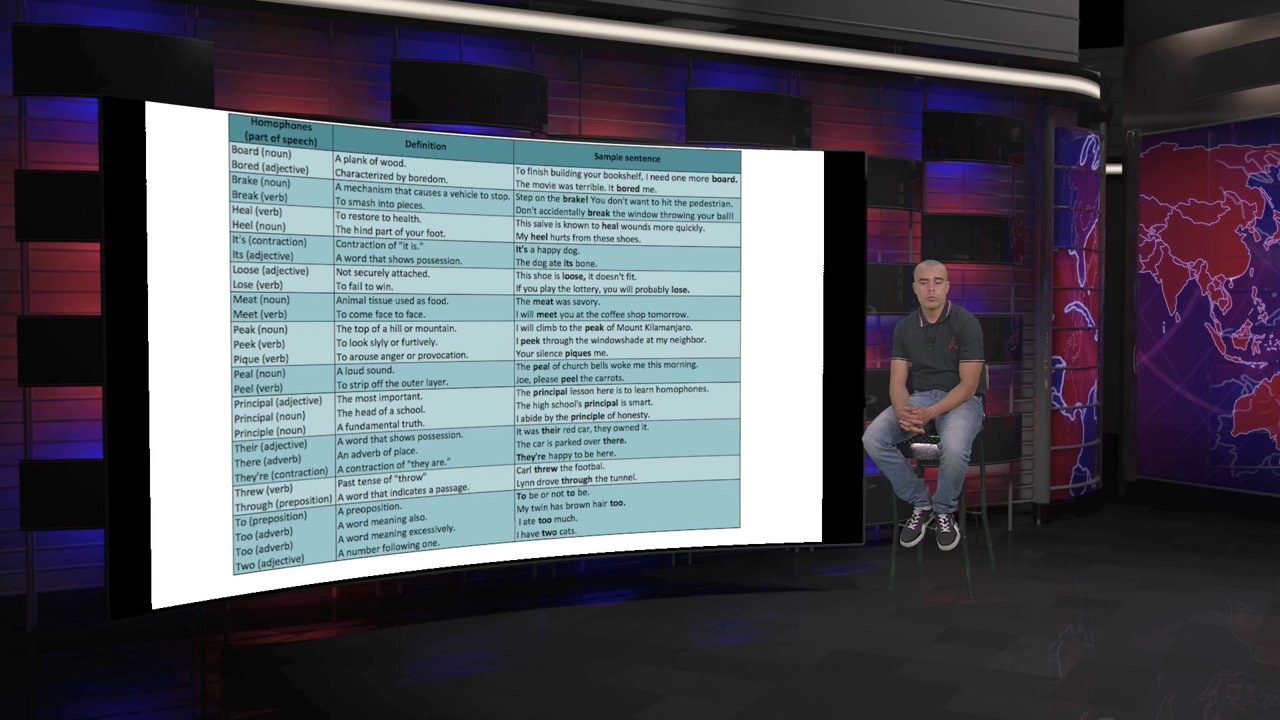 Homophones (part of speech) Definition Sample sentence
Board (noun) A plank of wood. To finish building your bookshelf, I need one more board.
Bored (adjective) Characterized by boredom. The movie was terrible. It bored me.
Brake (noun) A mechanism that causes a vehicle to stop. Step on the brake! You don't want to hit the pedestrian.
Break (verb) To smash into pieces. Don't accidentally break the window throwing your ball!
Heal (verb) To restore to health. This salve is known to heal wounds more quickly.
Heel (noun) The hind part of your foot. My heel hurts from these shoes.
It's (contraction) Contraction of "it is." It's a happy dog.
Its (adjective) A word that shows possession. The dog ate its bone.
Loose (adjective) Not securely attached. This shoe is loose, it doesn't fit.
Lose (verb) To fail to win. If you play the lottery, you will probably lose.
Meat (noun) Animal tissue used as food. The meat was savory.
Meet (verb) To come face to face. I will meet you at the coffee shop tomorrow.
Peak (noun) The top of a hill or mountain. I will climb to the peak of Mount Kilamanjaro.
Peek (verb) To look slyly or furtively. I peek through the windowshade at my neighbor.
Pique (verb) To arouse anger or provocation. Your silence piques me.
Peal (noun) A loud sound. The peal of church bells woke me this morning.
Peel (verb) To strip off the outer layer. Joe, please peel the carrots.
Principal (adjective) The most important. The principal lesson here is to learn homophones.
Principal (noun) The head of a school. The high school's principal is smart.
Principle (noun) A fundamental truth. I abide by the principle of honesty.
Their (adjective) A word that shows possession. It was their red car, they owned it.
There (adverb) An adverb of place. The car is parked over there.
They're (contraction) A contraction of "they are." They're happy to be here.
Threw (verb) Past tense of "throw" Carl threw the footbal.
Through (preposition) A word that indicates a passage. Lynn drove through the tunnel.
To (preposition) A preposition. To be or not to be.
Too (adverb) A word meaning also. My twin has brown hair too.
Too (adverb) A word meaning excessively. I ate too much.
Two (adjective) A number following one. I have two cats.